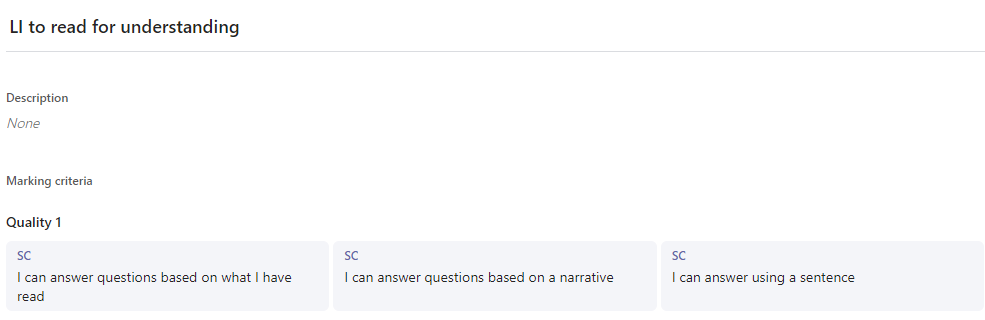 LI to read for understanding
Description
None
Marking criteria
Quality 1
SC
I can answer questions based on what I have
read
SC
I can answer questions based on a narrative
SC
I can answer using a sentence